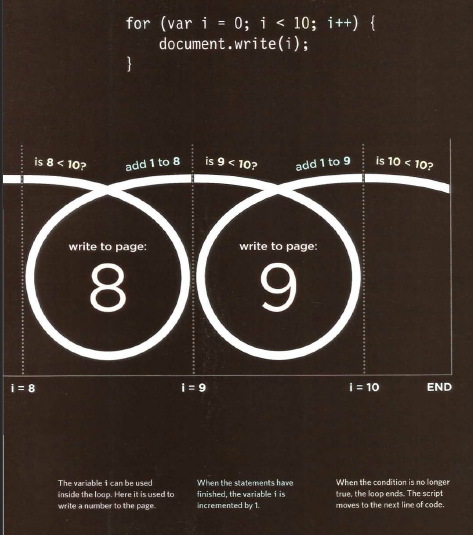 for (var i = 0; i < 10; i++) {
document.write(i);
}
is 8 < 10?
add 1 to 8
is 9 < 10?
add 1 to 9
is 10 < 10?
write to page:
8
write to page:
9
i = 8
i = 9
i = 10
END
The variable i can be used
inside the loop. Here it is used to
write a number to the page.
When the statements have
finished, the variable i is
incremented by 1.
When the condition is no longer
true, the loop ends. The script
moves to the next line of code.